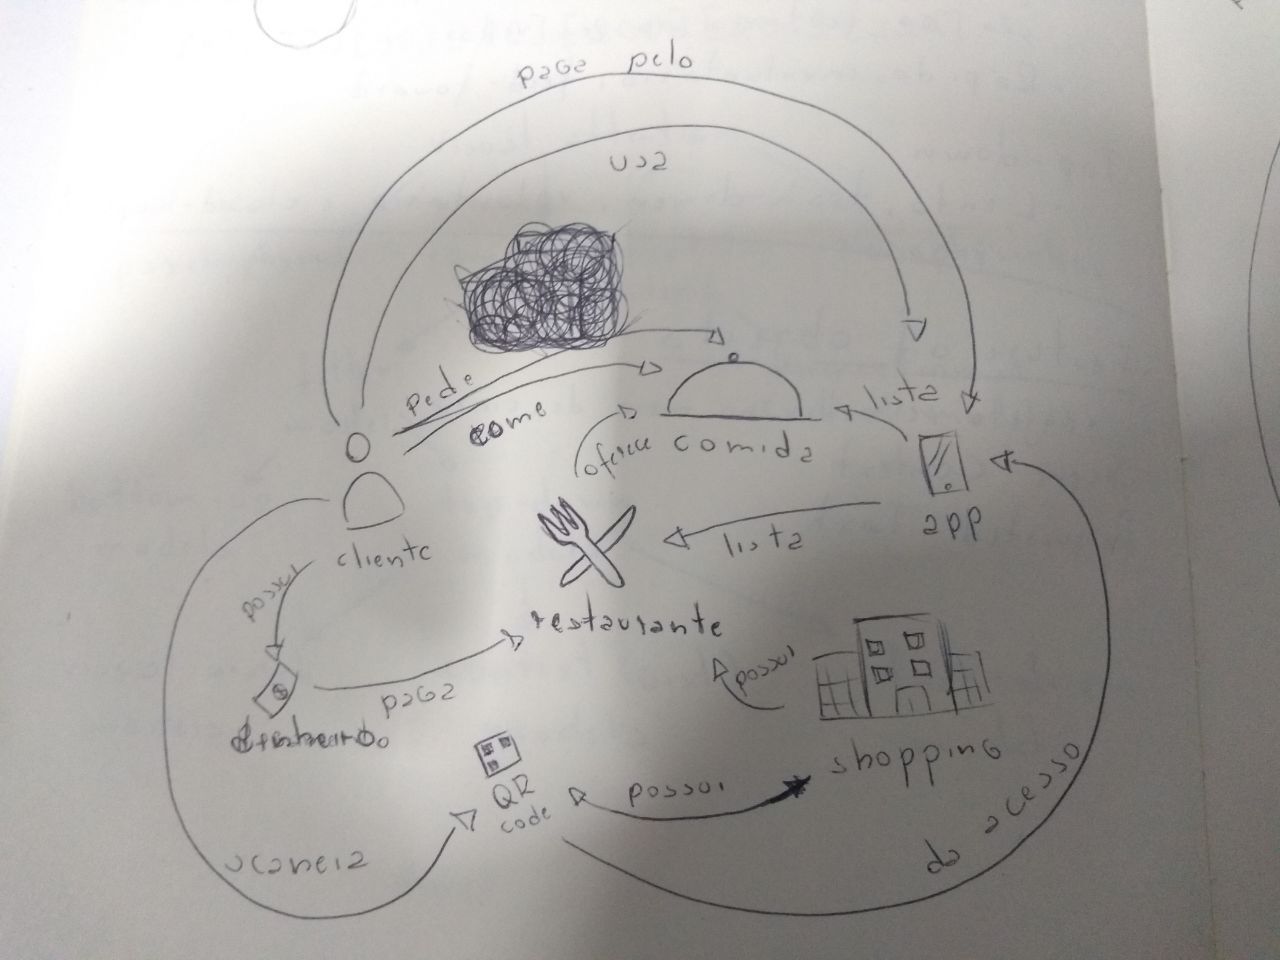 paga pelo
usa
pede
come
oferece
comida
lista
app
lista
cliente
possui
restaurante
possui
paga
dinheiro
shopping
QR
code
possui
escaneia
da acesso